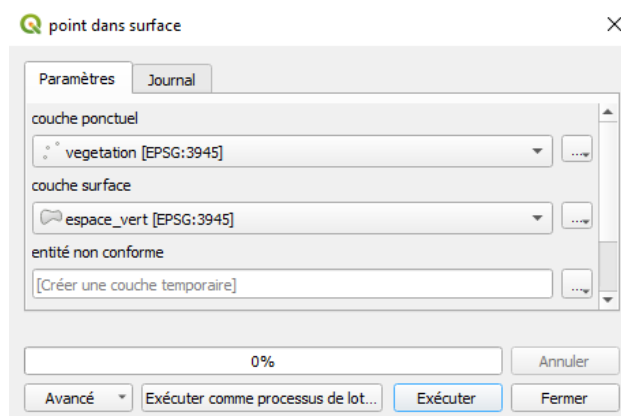 point dans surface
Paramètres Journal
couche ponctuel
vegetation [EPSG:3945]
...
couche surface
espace_vert [EPSG:3945]
...
entité non conforme
[Créer une couche temporaire]
...
0% Annuler
Avancé Exécuter comme processus de lot... Exécuter Fermer